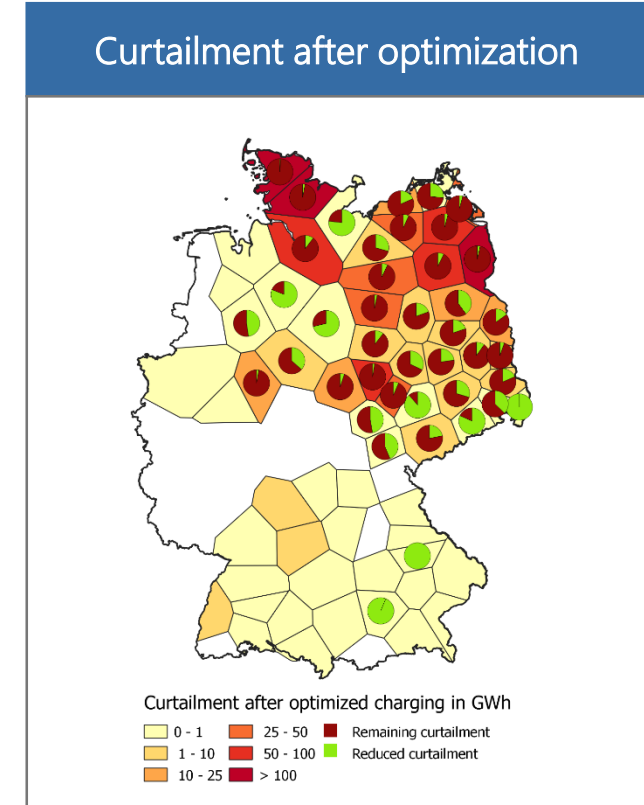 Curtailment after optimization
Curtailment after optimized charging in GWh
0 - 1
25 - 50
Remaining curtailment
1 - 10
50 - 100
Reduced curtailment
10 - 25
> 100